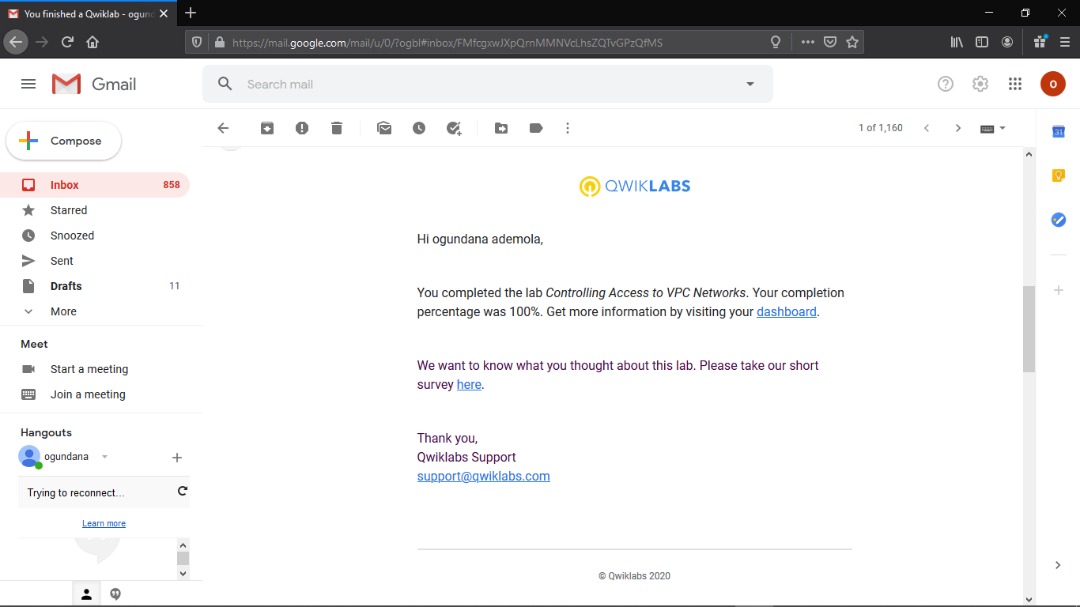 You finished a Qwiklab - ogun
https://mail.google.com/mail/u/0/?ogbl#inbox/FMfcgxwJXpQrnMMNVcLhsZQTvGPzQfMS
Gmail
Search mail
O
Compose
1 of 1,160
31
Inbox 858
Starred
Snoozed
Sent
Drafts 11
More
Meet
Start a meeting
Join a meeting
Hangouts
ogundana
Trying to reconnect...
Learn more
QWIKLABS
Hi ogundana ademola,
You completed the lab Controlling Access to VPC Networks. Your completion
percentage was 100%. Get more information by visiting your dashboard.
We want to know what you thought about this lab. Please take our short
survey here.
Thank you,
Qwiklabs Support
support@qwiklabs.com
© Qwiklabs 2020